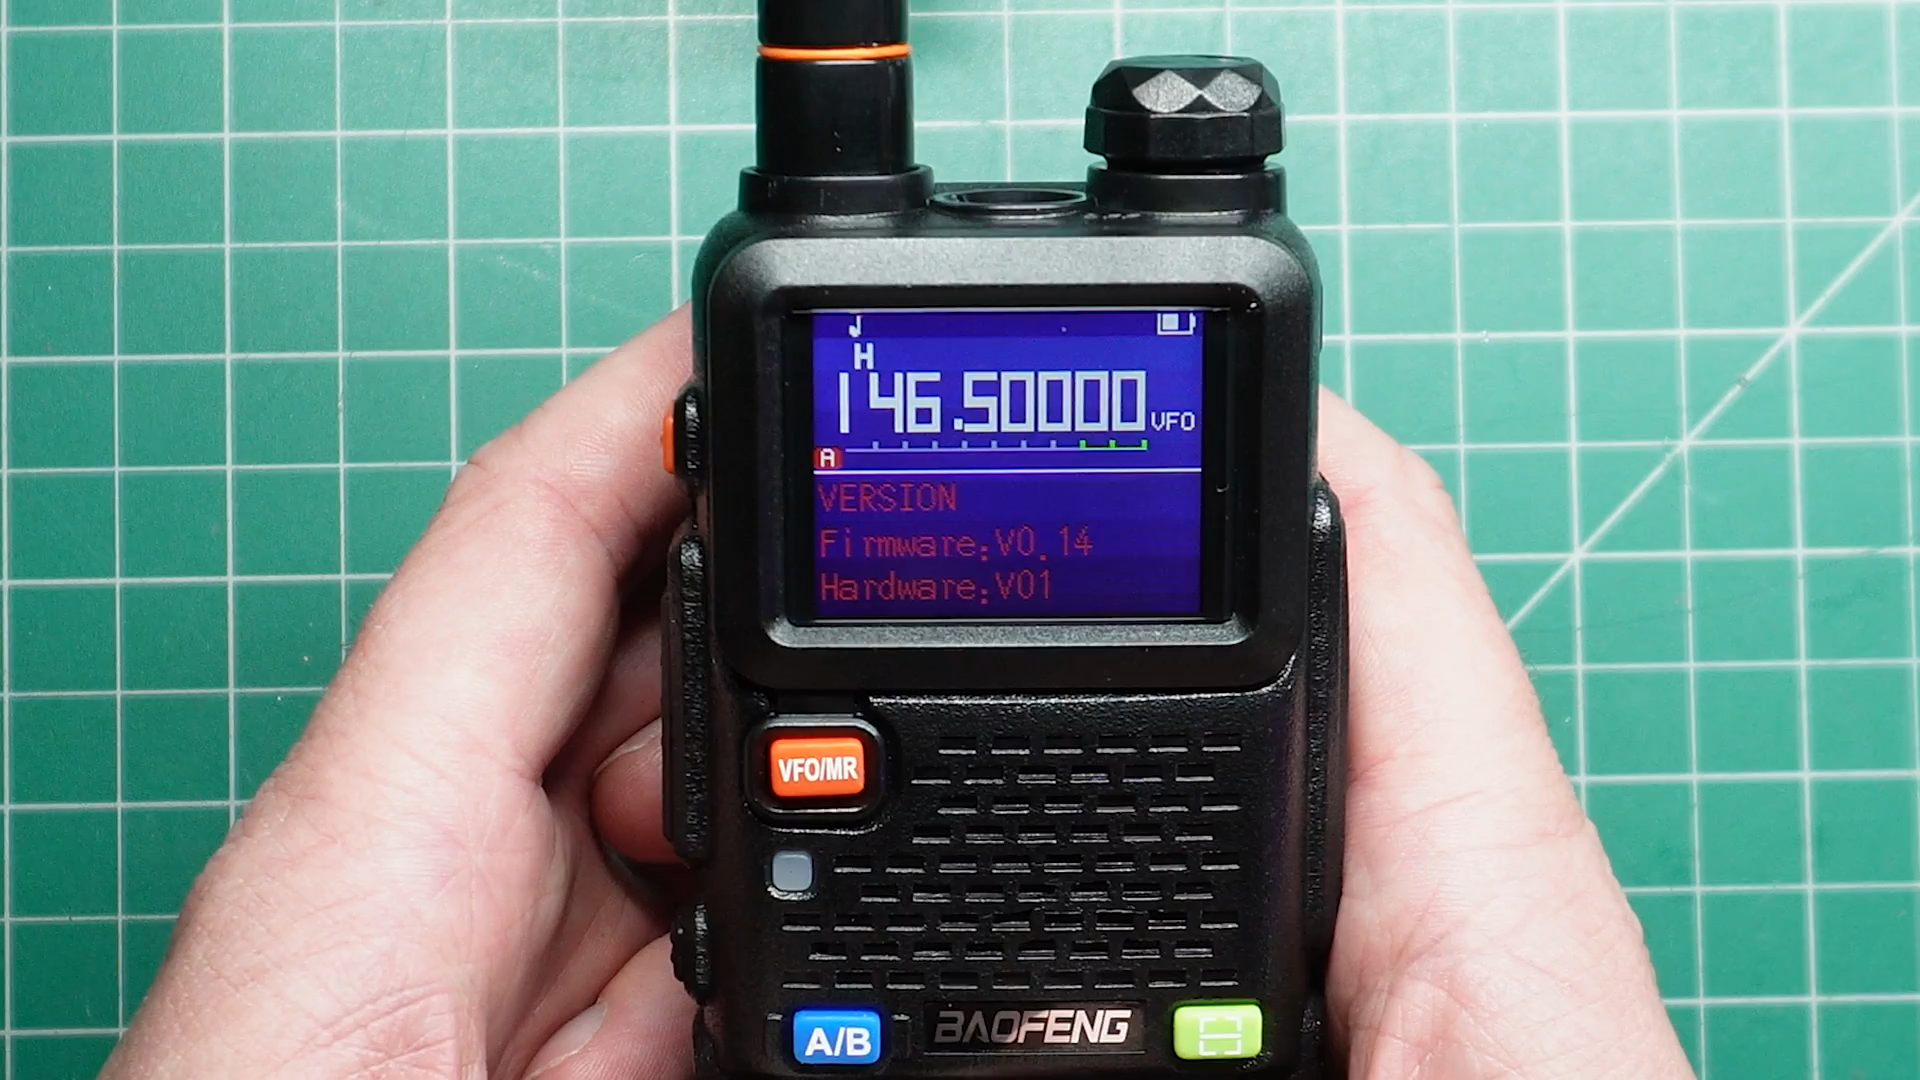 H
146.50000 VFO
A
VERSION
Firmware:V0.14
Hardware:V01
VFO/MR
A/B
BAOFENG